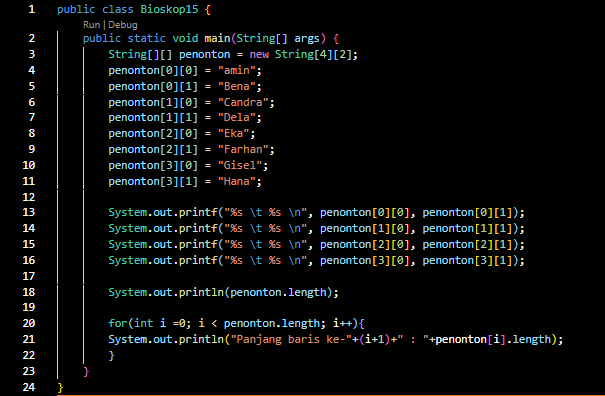 1 public class Bioskop15 {
Run | Debug
2 public static void main(String[] args) {
3 String[][] penonton = new String[4][2];
4 penonton[0][0] = "amin";
5 penonton[0][1] = "Bena";
6 penonton[1][0] = "Candra";
7 penonton[1][1] = "Dela";
8 penonton[2][0] = "Eka";
9 penonton[2][1] = "Farhan";
10 penonton[3][0] = "Gisel";
11 penonton[3][1] = "Hana";
12
13 System.out.printf("%s \t %s \n", penonton[0][0], penonton[0][1]);
14 System.out.printf("%s \t %s \n", penonton[1][0], penonton[1][1]);
15 System.out.printf("%s \t %s \n", penonton[2][0], penonton[2][1]);
16 System.out.printf("%s \t %s \n", penonton[3][0], penonton[3][1]);
17
18 System.out.println(penonton.length);
19
20 for(int i =0; i < penonton.length; i++){
21 System.out.println("Panjang baris ke-"+(i+1)+" : "+penonton[i].length);
22 }
23 }
24 }